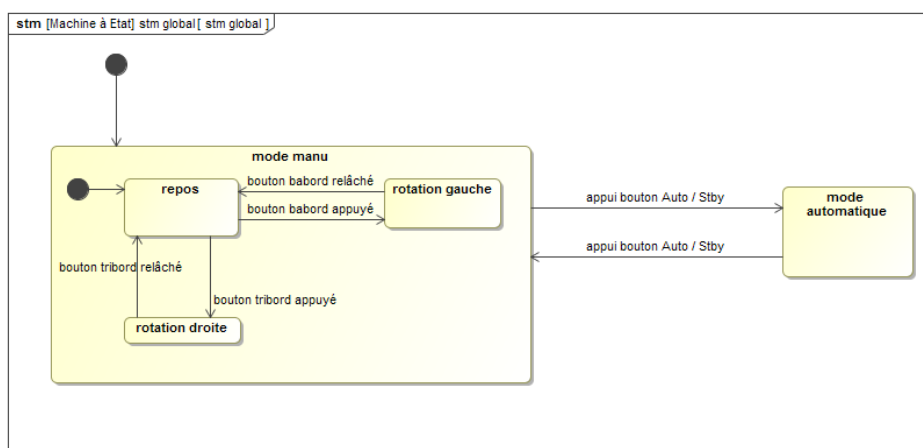 stm [Machine à Etat] stm global[ stm global ]
mode manu
repos
bouton babord relâché
rotation gauche
bouton babord appuyé
appui bouton Auto / Stby
mode
automatique
appui bouton Auto / Stby
bouton tribord relâché
bouton tribord appuyé
rotation droite